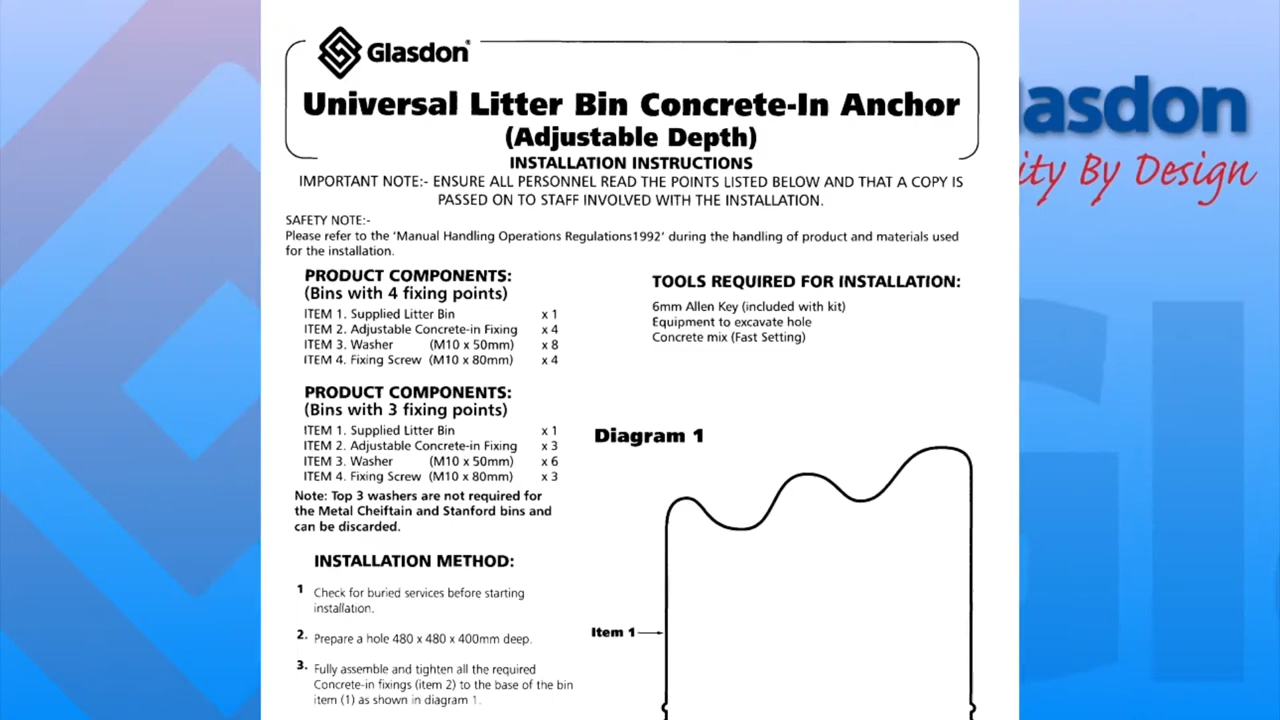 Glasdon®
Universal Litter Bin Concrete-In Anchor
(Adjustable Depth)
INSTALLATION INSTRUCTIONS
IMPORTANT NOTE:- ENSURE ALL PERSONNEL READ THE POINTS LISTED BELOW AND THAT A COPY IS
PASSED ON TO STAFF INVOLVED WITH THE INSTALLATION.
SAFETY NOTE:-
Please refer to the ‘Manual Handling Operations Regulations1992’ during the handling of product and materials used
for the installation.
PRODUCT COMPONENTS:
(Bins with 4 fixing points)
ITEM 1. Supplied Litter Bin x 1
ITEM 2. Adjustable Concrete-in Fixing x 4
ITEM 3. Washer (M10 x 50mm) x 8
ITEM 4. Fixing Screw (M10 x 80mm) x 4
PRODUCT COMPONENTS:
(Bins with 3 fixing points)
ITEM 1. Supplied Litter Bin x 1
ITEM 2. Adjustable Concrete-in Fixing x 3
ITEM 3. Washer (M10 x 50mm) x 6
ITEM 4. Fixing Screw (M10 x 80mm) x 3
Note: Top 3 washers are not required for
the Metal Cheiftain and Stanford bins and
can be discarded.
INSTALLATION METHOD:
1 Check for buried services before starting
installation.
2. Prepare a hole 480 x 480 x 400mm deep.
3. Fully assemble and tighten all the required
Concrete-in fixings (item 2) to the base of the bin
item (1) as shown in diagram 1.
TOOLS REQUIRED FOR INSTALLATION:
6mm Allen Key (included with kit)
Equipment to excavate hole
Concrete mix (Fast Setting)
Diagram 1
Item 1
lasdon
ity By Design